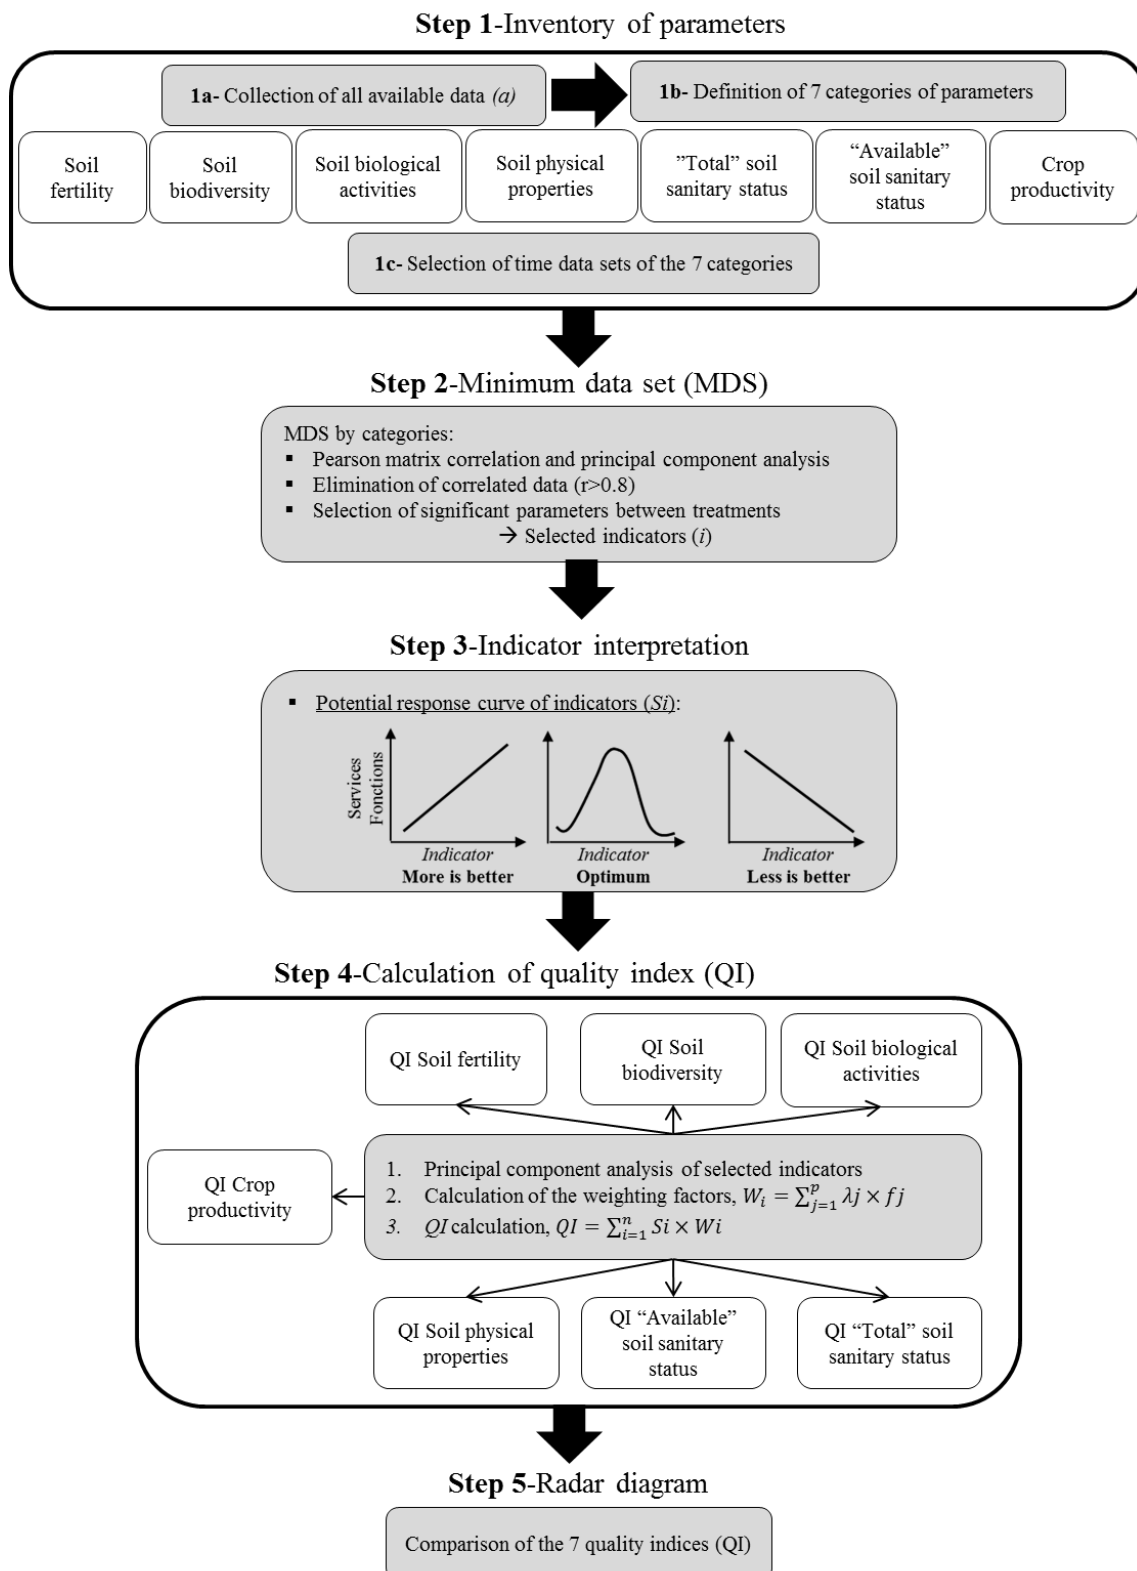 Step 1-Inventory of parameters
1a- Collection of all available data (a)
1b- Definition of 7 categories of parameters
Soil
fertility
Soil
biodiversity
Soil biological
activities
Soil physical
properties
”Total” soil
sanitary status
“Available”
soil sanitary
status
Crop
productivity
1c- Selection of time data sets of the 7 categories
Step 2-Minimum data set (MDS)
MDS by categories:
▪ Pearson matrix correlation and principal component analysis
▪ Elimination of correlated data (r>0.8)
▪ Selection of significant parameters between treatments
→ Selected indicators (i)
Step 3-Indicator interpretation
▪ Potential response curve of indicators (Si):
Services
Fonctions
Indicator
More is better
Indicator
Optimum
Indicator
Less is better
Step 4-Calculation of quality index (QI)
QI Soil fertility
QI Soil
biodiversity
QI Soil biological
activities
QI Crop
productivity
1. Principal component analysis of selected indicators
2. Calculation of the weighting factors, $W_i = \sum_{j=1}^{p} \lambda j \times fj$
3. QI calculation, $QI = \sum_{i=1}^{n} Si \times Wi$
QI Soil physical
properties
QI “Available”
soil sanitary
status
QI “Total” soil
sanitary status
Step 5-Radar diagram
Comparison of the 7 quality indices (QI)